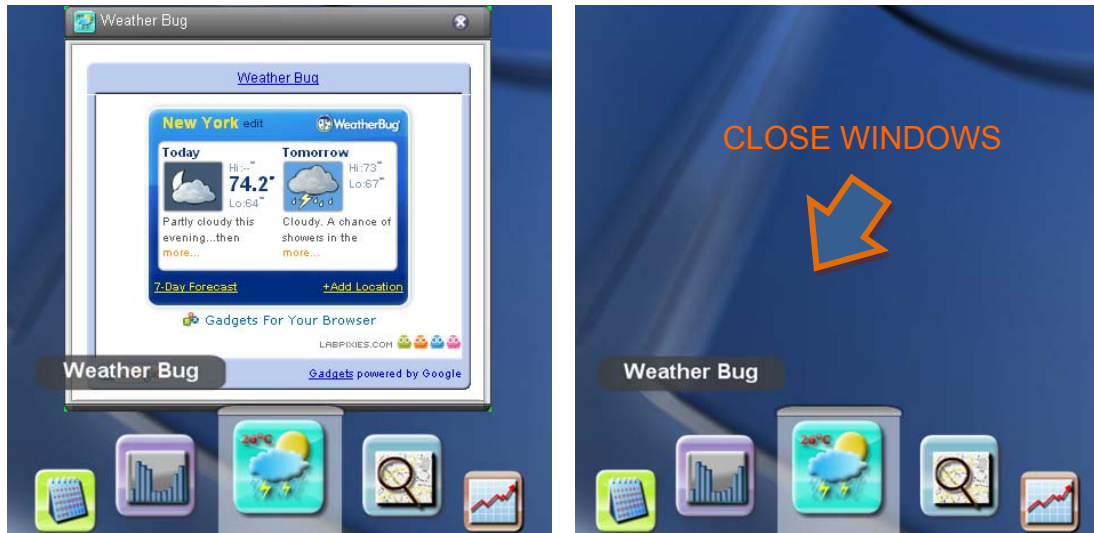 Weather Bug
Weather Bug
New York edit WeatherBug
Today Tomorrow
Hi:--° Hi:73°
74.2° Lo:67°
Lo:64°
Partly cloudy this Cloudy. A chance of
evening...then showers in the
more... more...
7-Day Forecast +Add Location
Gadgets For Your Browser
LABPIXIES.COM
Weather Bug
Gadgets powered by Google
20°C
CLOSE WINDOWS
Weather Bug
20°C